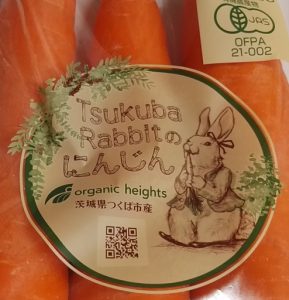 JAS
OFPA
21-002
Tsukuba
Rabbitの
にんじん
organic heights
茨城県つくば市産